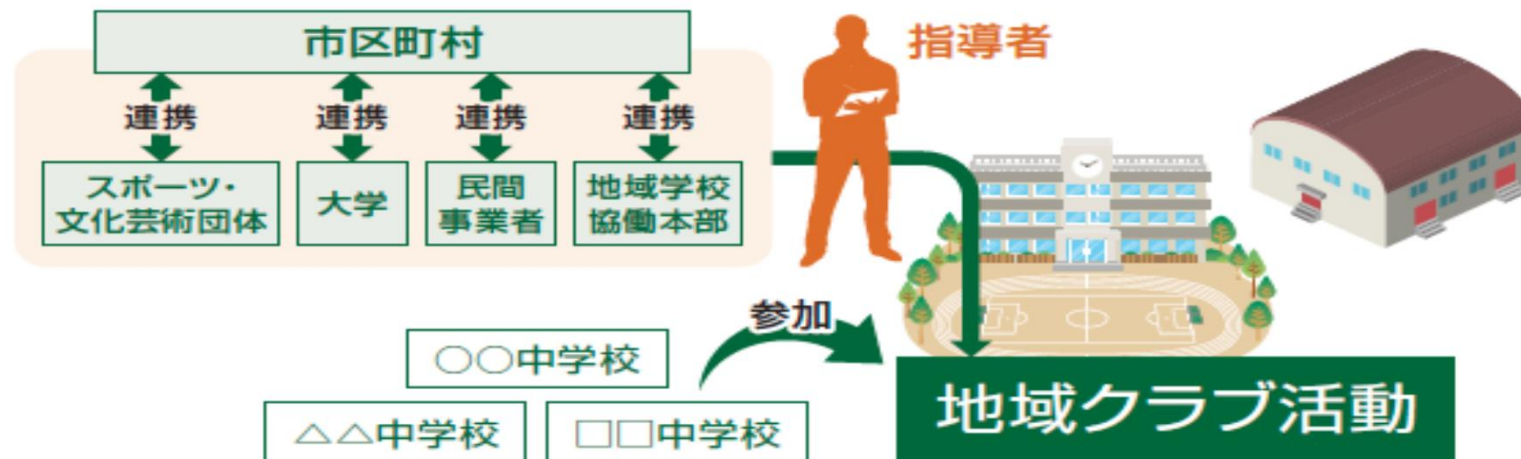 市区町村
指導者
連携
連携
連携
連携
スポーツ・
文化芸術団体
大学
民間
事業者
地域学校
協働本部
参加
○○中学校
△△中学校
□□中学校
地域クラブ活動